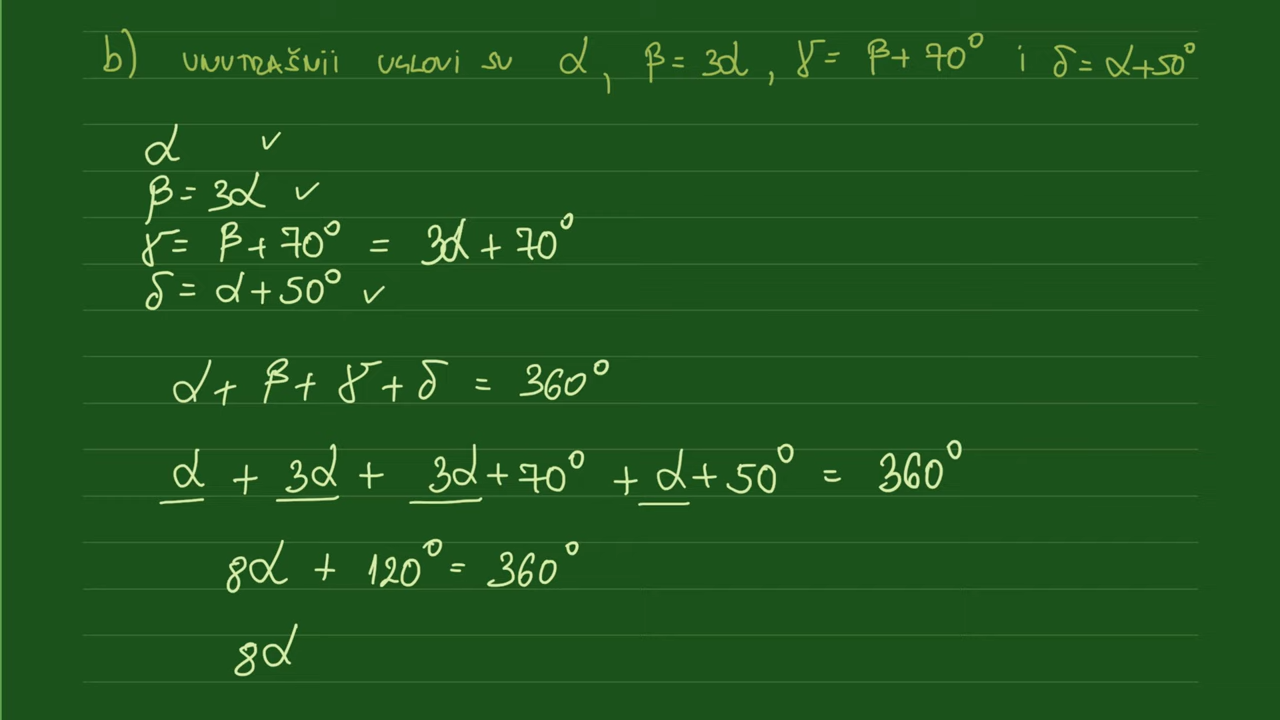 b) UNUTRAŠNJI UGLOVI SU α, β = 3α, γ = β + 70° i δ = α + 50°
α ✓
β = 3α ✓
γ = β + 70° = 3α + 70°
δ = α + 50° ✓
α + β + γ + δ = 360°
α + 3α + 3α + 70° + α + 50° = 360°
8α + 120° = 360°
8α